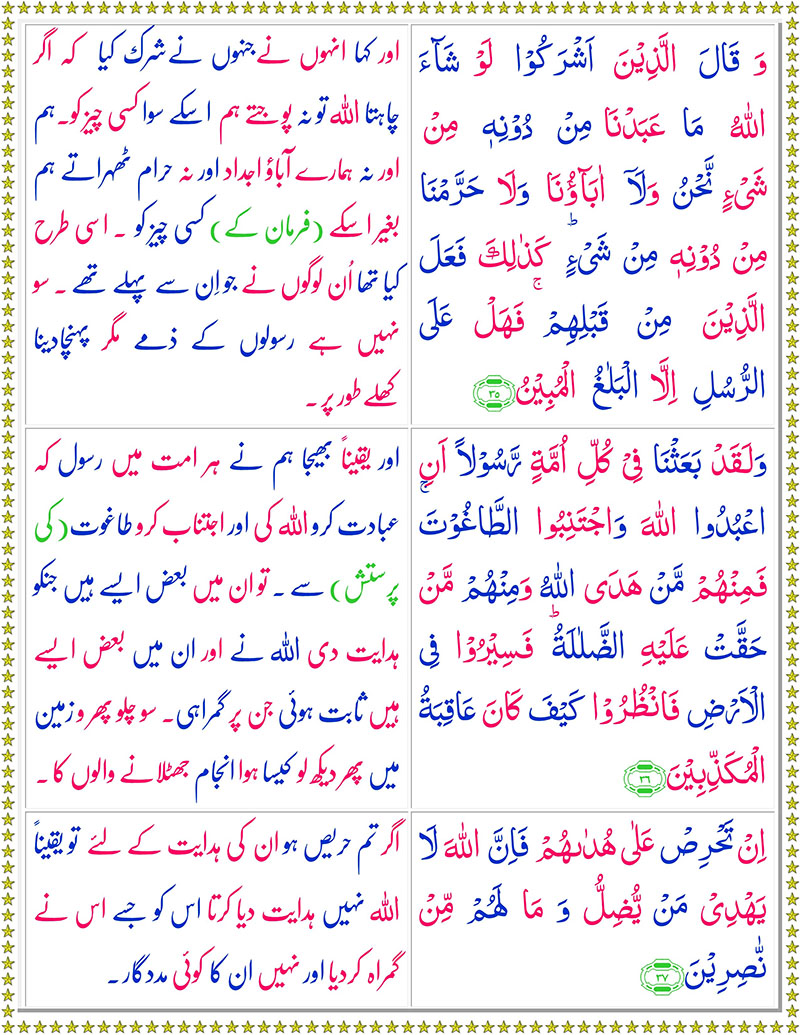 وَ قَالَ الَّذِیْنَ اَشْرَكُوْا لَوْ شَآءَ
اللّٰهُ مَا عَبَدْنَا مِنْ دُوْنِهٖ مِنْ
شَیْءٍ نَّحْنُ وَلَاۤ اٰبَآؤُنَا وَلَا حَرَّمْنَا
مِنْ دُوْنِهٖ مِنْ شَیْءٍ ؕ كَذٰلِكَ فَعَلَ
الَّذِیْنَ مِنْ قَبْلِهِمْ ۚ فَهَلْ عَلَی
الرُّسُلِ اِلَّا الْبَلٰغُ الْمُبِیْنُ ۳۵
اور کہا انہوں نے جنہوں نے شرک کیا کہ اگر
چاہتا اللہ تو نہ پوجتے ہم اسکے سوا کسی چیز کو۔ ہم
اور نہ ہمارے آباؤ اجداد اور نہ حرام ٹھہراتے ہم
بغیر اسکے (فرمان کے) کسی چیز کو ۔ اسی طرح
کیا تھا اُن لوگوں نے جو اِن سے پہلے تھے ۔ سو
نہیں ہے رسولوں کے ذمے مگر پہنچا دینا
کھلے طور پر ۔
وَلَقَدْ بَعَثْنَا فِیْ كُلِّ اُمَّةٍ رَّسُوْلًا اَنِ
اعْبُدُوا اللّٰهَ وَاجْتَنِبُوا الطَّاغُوْتَ ۚ
فَمِنْهُمْ مَّنْ هَدَی اللّٰهُ وَمِنْهُمْ مَّنْ
حَقَّتْ عَلَیْهِ الضَّلٰلَةُ ؕ فَسِیْرُوْا فِی
الْاَرْضِ فَانْظُرُوْا كَیْفَ كَانَ عَاقِبَةُ
الْمُكَذِّبِیْنَ ۳۶
اور یقیناً بھیجا ہم نے ہر امت میں رسول کہ
عبادت کرو اللہ کی اور اجتناب کرو طاغوت (کی
پرستش) سے ۔ تو ان میں بعض ایسے ہیں جنکو
ہدایت دی اللہ نے اور ان میں بعض ایسے
ہیں ثابت ہوئی جن پر گمراہی۔ سو چلو پھر و زمین
میں پھر دیکھ لو کیسا ہوا انجام جھٹلانے والوں کا ۔
اِنْ تَحْرِصْ عَلٰی هُدٰىهُمْ فَاِنَّ اللّٰهَ لَا
یَهْدِیْ مَنْ یُّضِلُّ وَ مَا لَهُمْ مِّنْ
نّٰصِرِیْنَ ۳۷
اگر تم حریص ہو ان کی ہدایت کے لئے تو یقیناً
اللہ نہیں ہدایت دیا کرتا اس کو جسے اس نے
گمراہ کر دیا اور نہیں ان کا کوئی مددگار۔